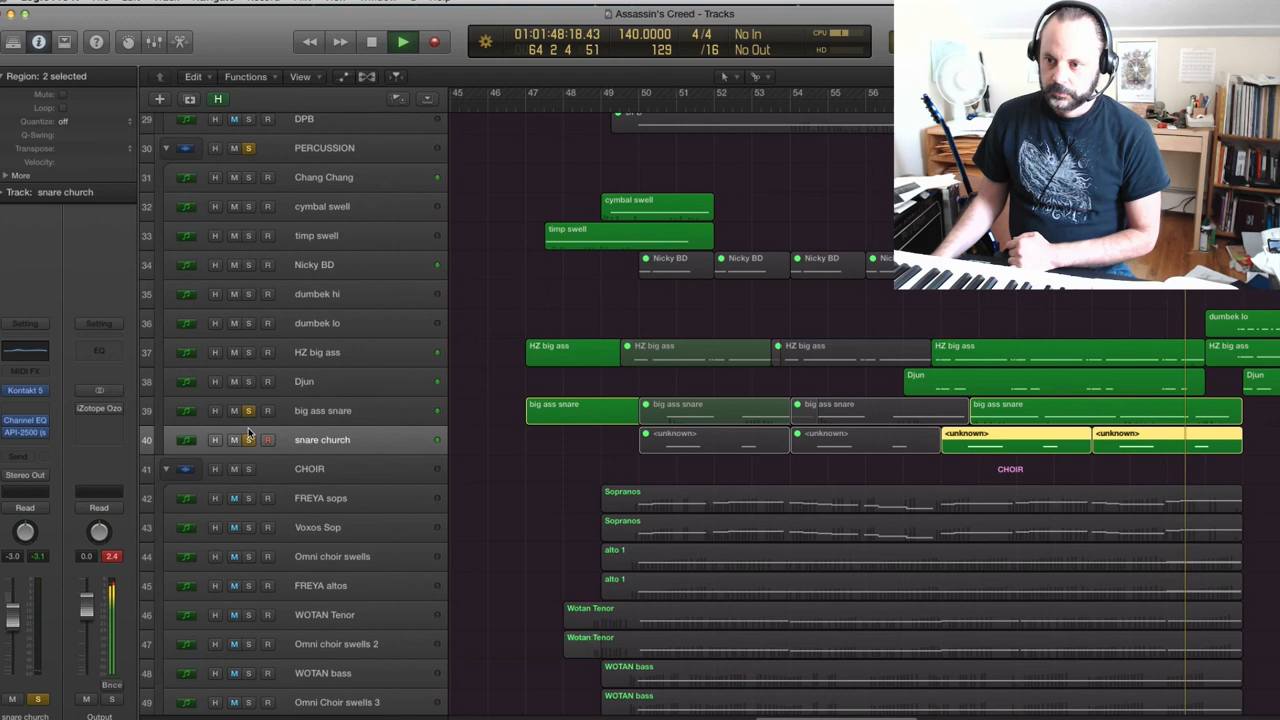 Assassin's Creed - Tracks
01:01:48:18.43 140.0000 4/4 No In CPU
64 2 4 51 129 /16 No Out HD
Region: 2 selected
Edit Functions View
Mute:
Loop:
Quantize: off
Q-Swing:
Transpose:
Velocity:
More
Track: snare church
H
45 46 47 48 49 50 51 52 53 54 55 56
29 H M S R DPB
30 H M S PERCUSSION
31 H M S R Chang Chang
32 H M S R cymbal swell cymbal swell
33 H M S R timp swell timp swell
34 H M S R Nicky BD Nicky BD Nicky BD Nicky BD
35 H M S R dumbek hi
36 H M S R dumbek lo dumbek lo
37 H M S R HZ big ass HZ big ass HZ big ass HZ big ass HZ big ass HZ big ass
38 H M S R Djun Djun Djun
39 H M S R big ass snare big ass snare big ass snare big ass snare big ass snare
40 H M S R snare church <unknown> <unknown> <unknown> <unknown>
41 H M S CHOIR CHOIR
42 H M S R FREYA sops Sopranos
43 H M S R Voxos Sop Sopranos
44 H M S R Omni choir swells alto 1
45 H M S R FREYA altos alto 1
46 H M S R WOTAN Tenor Wotan Tenor
47 H M S R Omni choir swells 2 Wotan Tenor
48 H M S R WOTAN bass WOTAN bass
49 H M S R Omni choir swells 3 WOTAN bass
Setting Setting
EQ
MIDI FX
Kontakt 5
iZotope Ozo
Channel EQ
API-2500 (s
Send
Stereo Out
Read Read
-3.0 -3.1 0.0 2.4
Bnce
M S M S
snare church Output